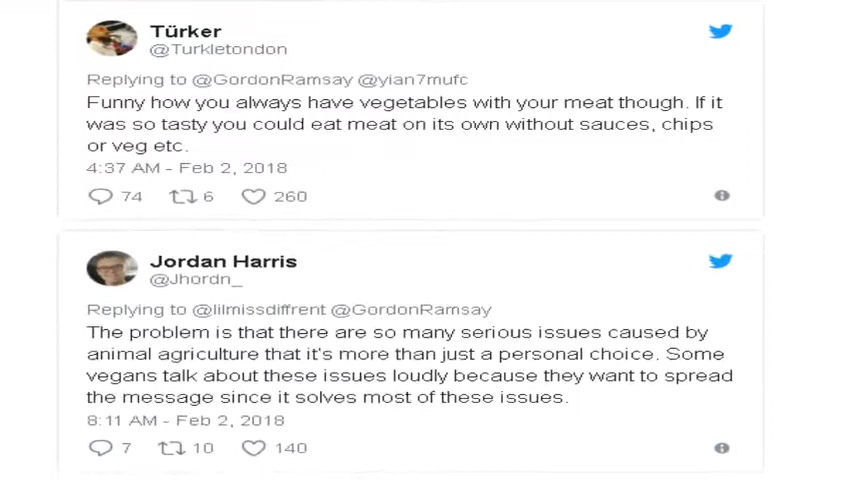 Türker
@Turkletondon
Replying to @GordonRamsay @yian7mufc
Funny how you always have vegetables with your meat though. If it
was so tasty you could eat meat on its own without sauces, chips
or veg etc.
4:37 AM - Feb 2, 2018
74 6 260
Jordan Harris
@Jhordn_
Replying to @lilmissdiffrent @GordonRamsay
The problem is that there are so many serious issues caused by
animal agriculture that it's more than just a personal choice. Some
vegans talk about these issues loudly because they want to spread
the message since it solves most of these issues.
8:11 AM - Feb 2, 2018
7 10 140